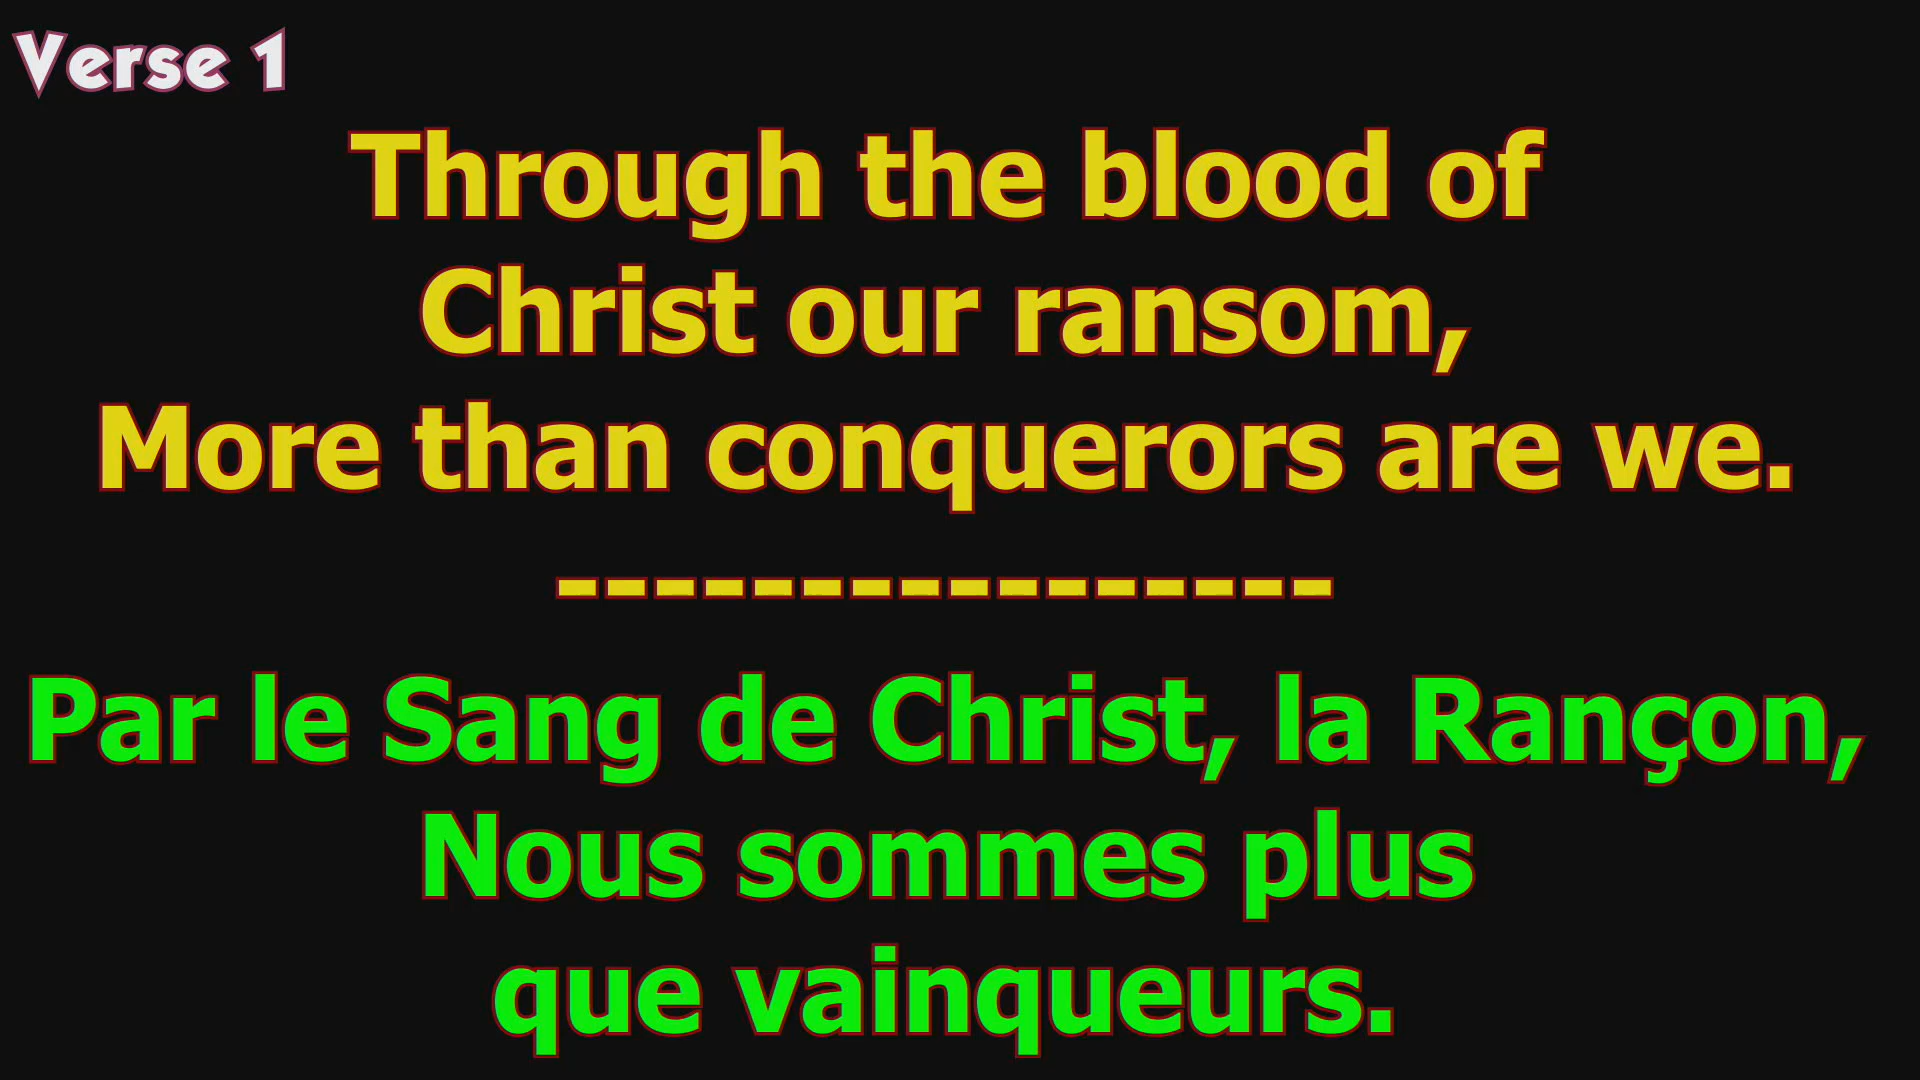 Verse 1
Through the blood of
Christ our ransom,
More than conquerors are we.
----------------
Par le Sang de Christ, la Rançon,
Nous sommes plus
que vainqueurs.